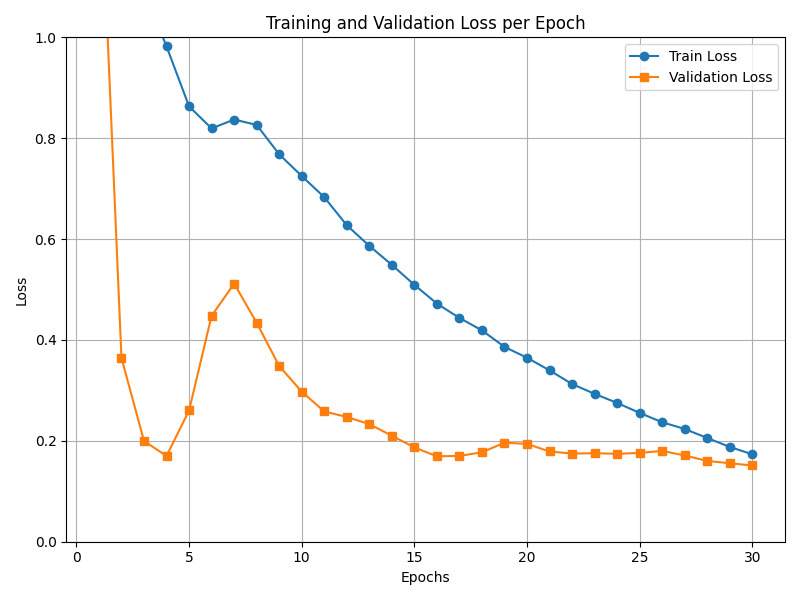 Training and Validation Loss per Epoch
Train Loss
Validation Loss
1.0
0.8
0.6
0.4
0.2
0.0
Loss
0 5 10 15 20 25 30
Epochs